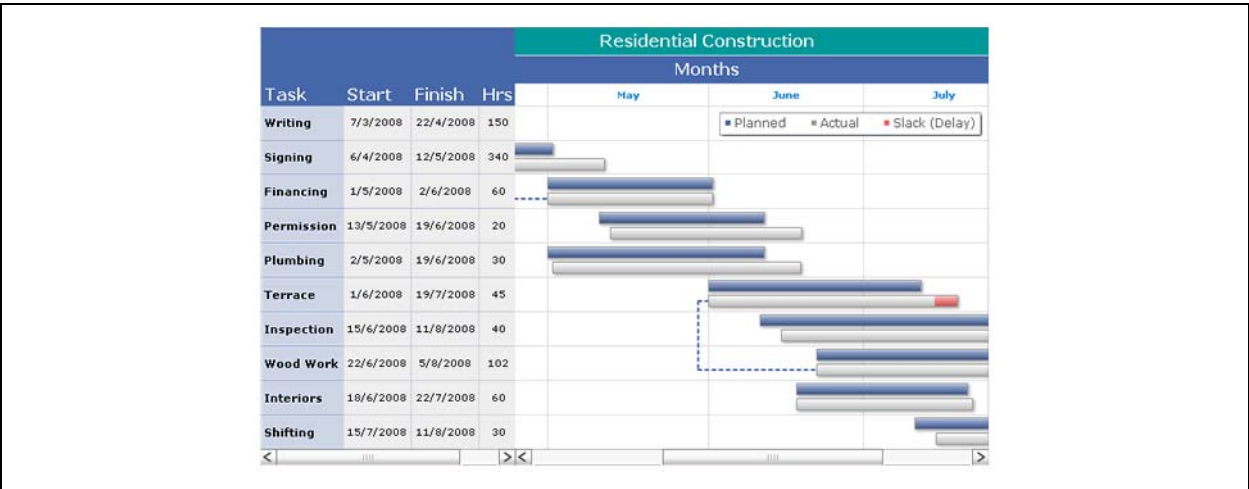 Residential Construction
Months
Task Start Finish Hrs May June July
Writing 7/3/2008 22/4/2008 150
Planned Actual Slack (Delay)
Signing 6/4/2008 12/5/2008 340
Financing 1/5/2008 2/6/2008 60
Permission 13/5/2008 19/6/2008 20
Plumbing 2/5/2008 19/6/2008 30
Terrace 1/6/2008 19/7/2008 45
Inspection 15/6/2008 11/8/2008 40
Wood Work 22/6/2008 5/8/2008 102
Interiors 18/6/2008 22/7/2008 60
Shifting 15/7/2008 11/8/2008 30